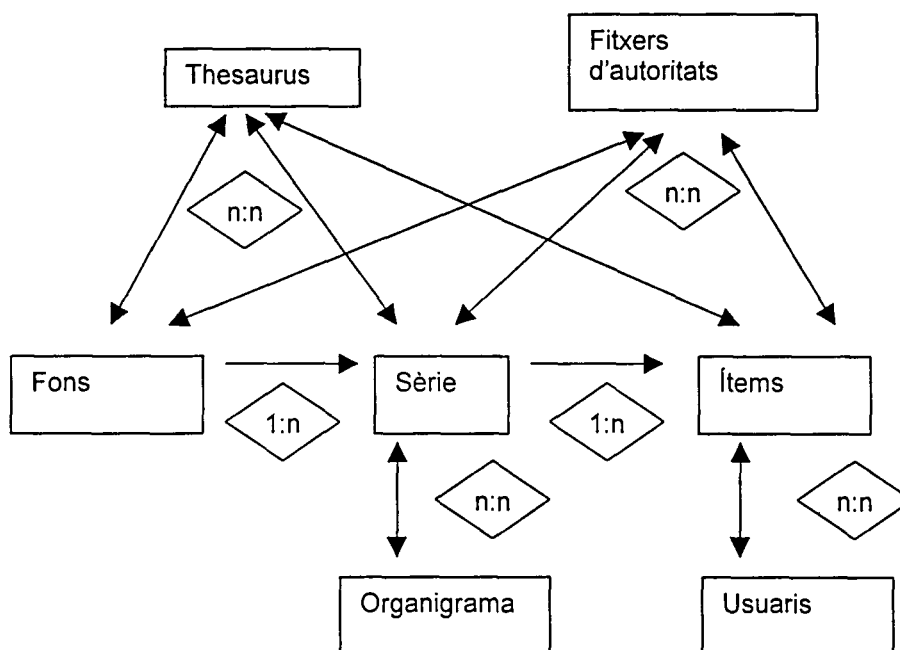 Thesaurus
Fitxers
d'autoritats
n:n
n:n
Fons
Sèrie
Ítems
1:n
1:n
n:n
n:n
Organigrama
Usuaris